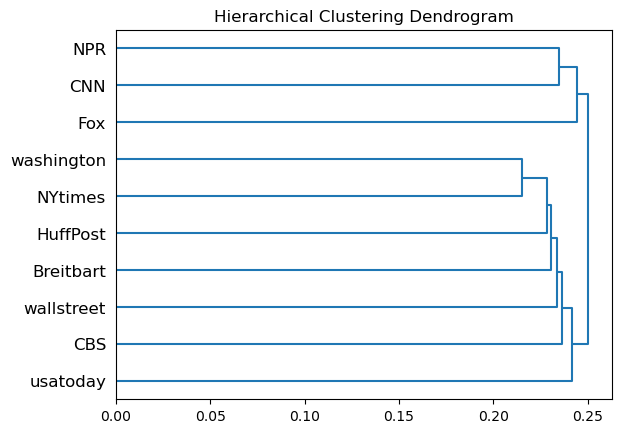 Hierarchical Clustering Dendrogram
NPR
CNN
Fox
washington
NYtimes
HuffPost
Breitbart
wallstreet
CBS
usatoday
0.00 0.05 0.10 0.15 0.20 0.25